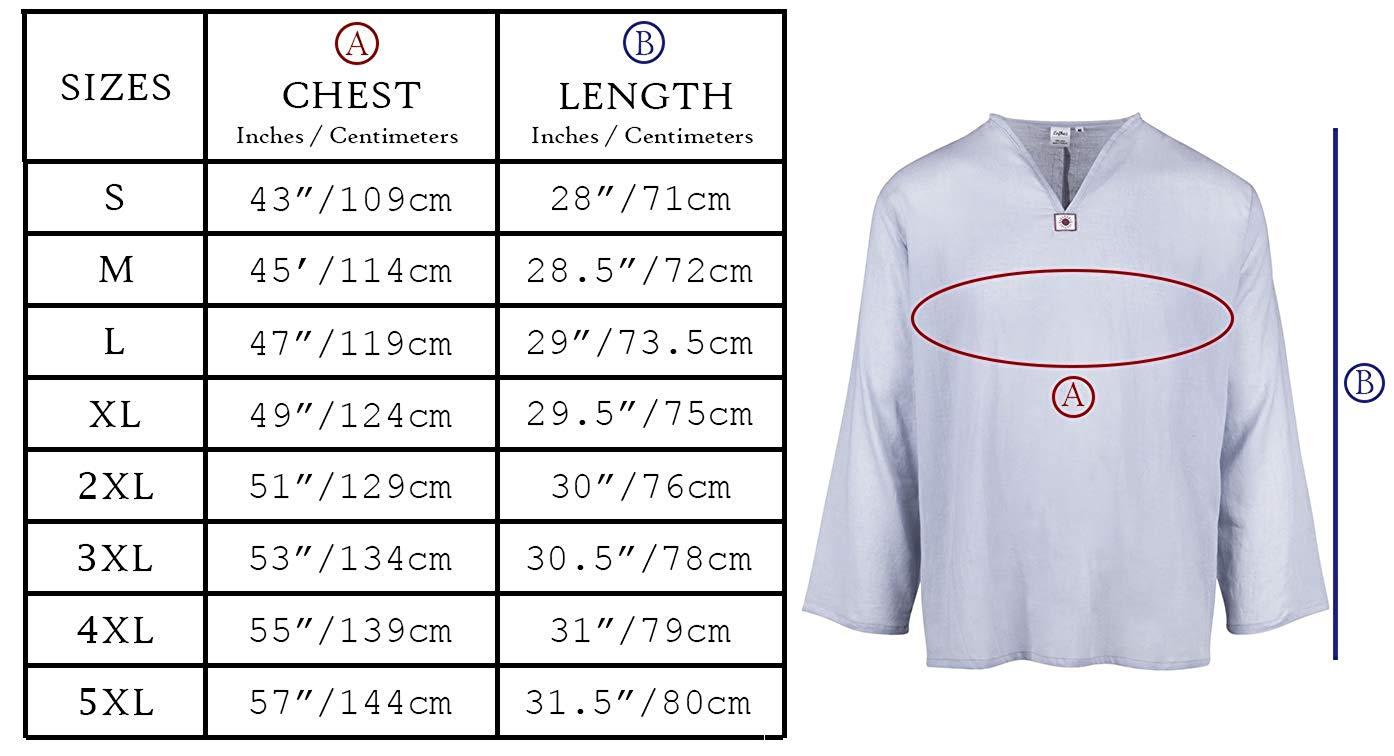 SIZES
A
CHEST
Inches / Centimeters
B
LENGTH
Inches / Centimeters
S 43″/109cm 28″/71cm
M 45′/114cm 28.5″/72cm
L 47″/119cm 29″/73.5cm
XL 49″/124cm 29.5″/75cm
2XL 51″/129cm 30″/76cm
3XL 53″/134cm 30.5″/78cm
4XL 55″/139cm 31″/79cm
5XL 57″/144cm 31.5″/80cm
A
B